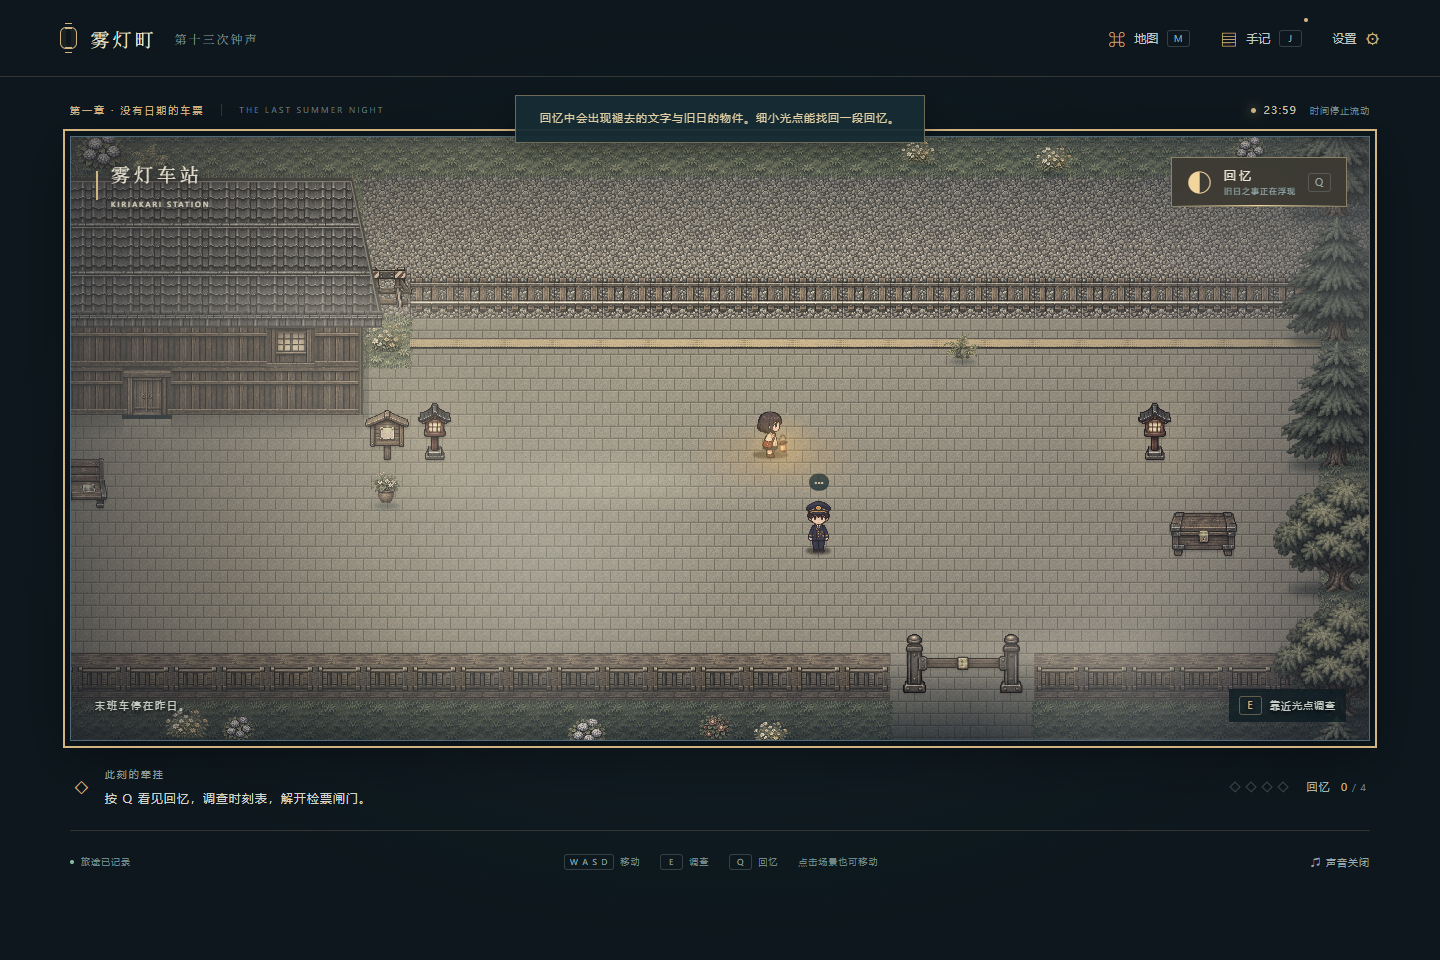 雾灯町
第十三次钟声
地图 M
手记 J
设置
第一章 · 没有日期的车票
THE LAST SUMMER NIGHT
回忆中会出现褪去的文字与旧日的物件。细小光点能找回一段回忆。
23:59 时间停止流动
雾灯车站
KIRIAKARI STATION
回忆
旧日之事正在浮现
Q
...
末班车停在昨日。
E 靠近光点调查
此刻的牵挂
按 Q 看见回忆，调查时刻表，解开检票闸门。
回忆 0 / 4
旅途已记录
WASD 移动
E 调查
Q 回忆
点击场景也可移动
声音关闭